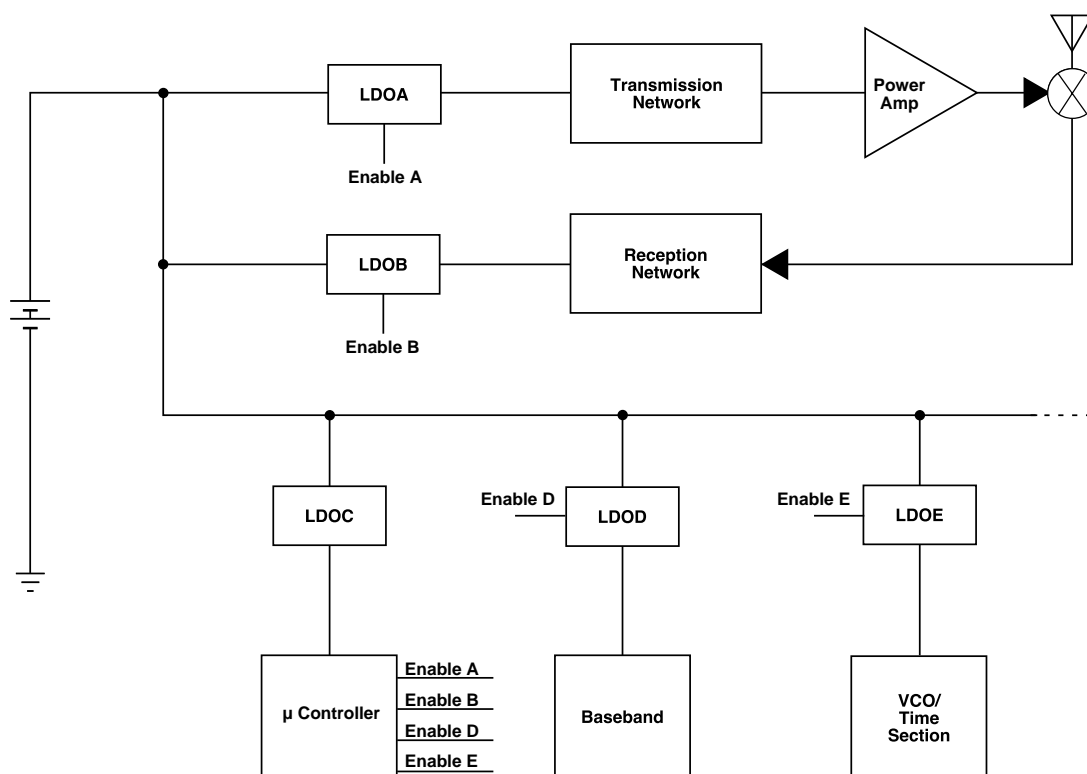 LDOA
Transmission
Network
Power
Amp
Enable A
LDOB
Reception
Network
Enable B
LDOC
Enable D
LDOD
Enable E
LDOE
µ Controller
Enable A
Enable B
Enable D
Enable E
Baseband
VCO/
Time
Section